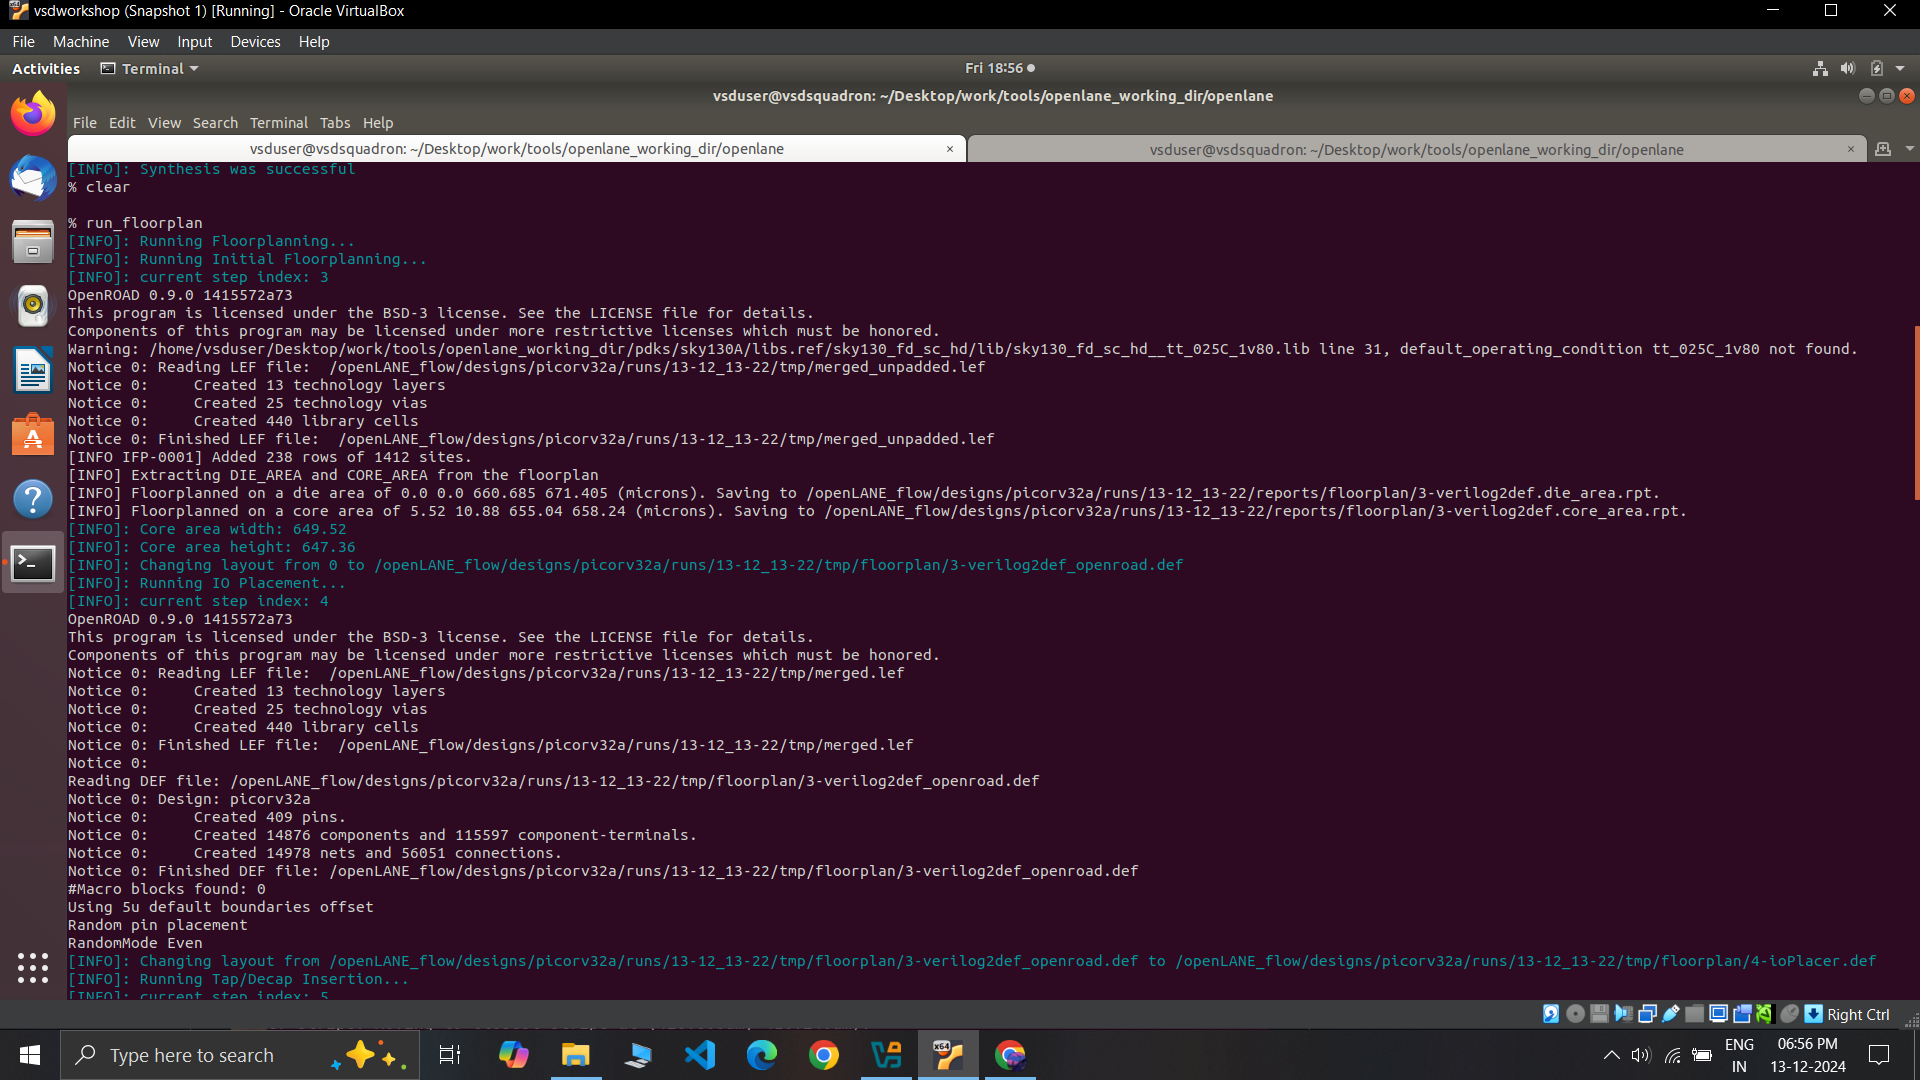 vsdworkshop (Snapshot 1) [Running] - Oracle VirtualBox
File Machine View Input Devices Help
Activities Terminal Fri 18:56
vsduser@vsdsquadron: ~/Desktop/work/tools/openlane_working_dir/openlane
File Edit View Search Terminal Tabs Help
vsduser@vsdsquadron: ~/Desktop/work/tools/openlane_working_dir/openlane × vsduser@vsdsquadron: ~/Desktop/work/tools/openlane_working_dir/openlane ×
[INFO]: Synthesis was successful
% clear
% run_floorplan
[INFO]: Running Floorplanning...
[INFO]: Running Initial Floorplanning...
[INFO]: current step index: 3
OpenROAD 0.9.0 1415572a73
This program is licensed under the BSD-3 license. See the LICENSE file for details.
Components of this program may be licensed under more restrictive licenses which must be honored.
Warning: /home/vsduser/Desktop/work/tools/openlane_working_dir/pdks/sky130A/libs.ref/sky130_fd_sc_hd/lib/sky130_fd_sc_hd__tt_025C_1v80.lib line 31, default_operating_condition tt_025C_1v80 not found.
Notice 0: Reading LEF file:  /openLANE_flow/designs/picorv32a/runs/13-12_13-22/tmp/merged_unpadded.lef
Notice 0:     Created 13 technology layers
Notice 0:     Created 25 technology vias
Notice 0:     Created 440 library cells
Notice 0: Finished LEF file:  /openLANE_flow/designs/picorv32a/runs/13-12_13-22/tmp/merged_unpadded.lef
[INFO IFP-0001] Added 238 rows of 1412 sites.
[INFO] Extracting DIE_AREA and CORE_AREA from the floorplan
[INFO] Floorplanned on a die area of 0.0 0.0 660.685 671.405 (microns). Saving to /openLANE_flow/designs/picorv32a/runs/13-12_13-22/reports/floorplan/3-verilog2def.die_area.rpt.
[INFO] Floorplanned on a core area of 5.52 10.88 655.04 658.24 (microns). Saving to /openLANE_flow/designs/picorv32a/runs/13-12_13-22/reports/floorplan/3-verilog2def.core_area.rpt.
[INFO]: Core area width: 649.52
[INFO]: Core area height: 647.36
[INFO]: Changing layout from 0 to /openLANE_flow/designs/picorv32a/runs/13-12_13-22/tmp/floorplan/3-verilog2def_openroad.def
[INFO]: Running IO Placement...
[INFO]: current step index: 4
OpenROAD 0.9.0 1415572a73
This program is licensed under the BSD-3 license. See the LICENSE file for details.
Components of this program may be licensed under more restrictive licenses which must be honored.
Notice 0: Reading LEF file:  /openLANE_flow/designs/picorv32a/runs/13-12_13-22/tmp/merged.lef
Notice 0:     Created 13 technology layers
Notice 0:     Created 25 technology vias
Notice 0:     Created 440 library cells
Notice 0: Finished LEF file:  /openLANE_flow/designs/picorv32a/runs/13-12_13-22/tmp/merged.lef
Notice 0:
Reading DEF file: /openLANE_flow/designs/picorv32a/runs/13-12_13-22/tmp/floorplan/3-verilog2def_openroad.def
Notice 0: Design: picorv32a
Notice 0:     Created 409 pins.
Notice 0:     Created 14876 components and 115597 component-terminals.
Notice 0:     Created 14978 nets and 56051 connections.
Notice 0: Finished DEF file: /openLANE_flow/designs/picorv32a/runs/13-12_13-22/tmp/floorplan/3-verilog2def_openroad.def
#Macro blocks found: 0
Using 5u default boundaries offset
Random pin placement
RandomMode Even
[INFO]: Changing layout from /openLANE_flow/designs/picorv32a/runs/13-12_13-22/tmp/floorplan/3-verilog2def_openroad.def to /openLANE_flow/designs/picorv32a/runs/13-12_13-22/tmp/floorplan/4-ioPlacer.def
[INFO]: Running Tap/Decap Insertion...
[INFO]: current step index: 5
Right Ctrl
Type here to search
ENG
IN
06:56 PM
13-12-2024